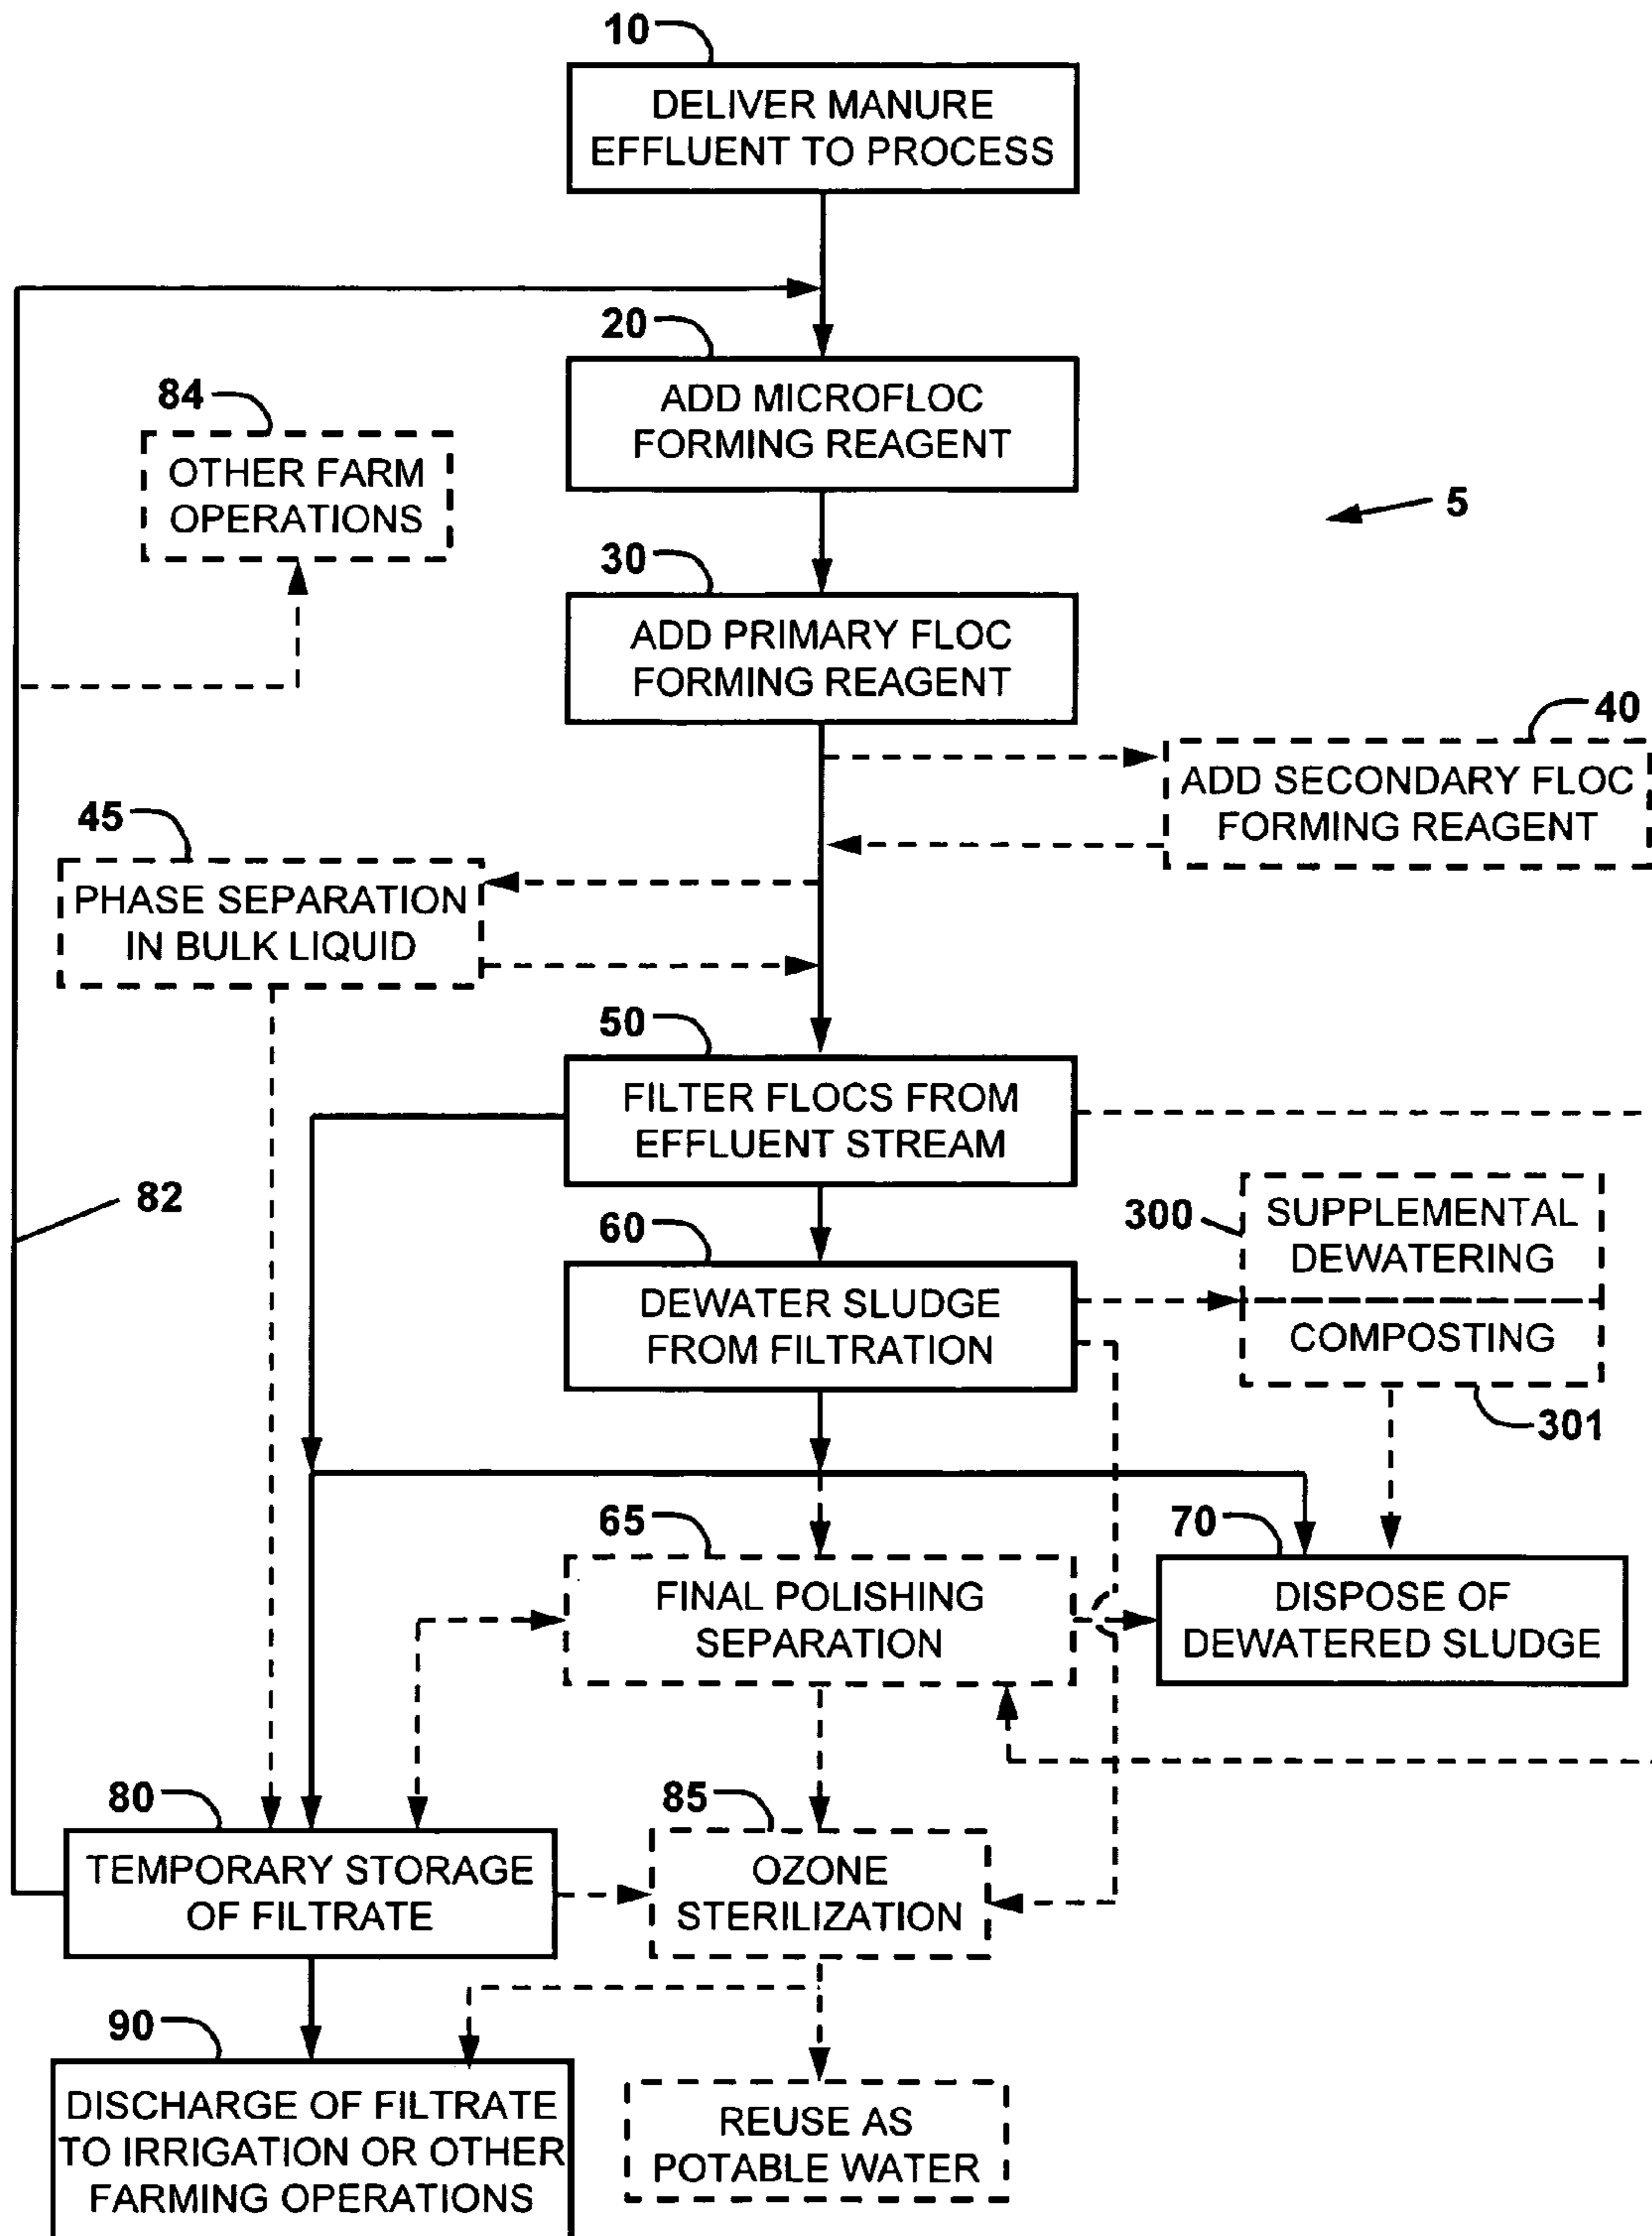 10
DELIVER MANURE
EFFLUENT TO PROCESS
20
ADD MICROFLOC
FORMING REAGENT
84
OTHER FARM
OPERATIONS
5
30
ADD PRIMARY FLOC
FORMING REAGENT
40
ADD SECONDARY FLOC
FORMING REAGENT
45
PHASE SEPARATION
IN BULK LIQUID
50
FILTER FLOCS FROM
EFFLUENT STREAM
82
60
DEWATER SLUDGE
FROM FILTRATION
300
SUPPLEMENTAL
DEWATERING
COMPOSTING
301
65
FINAL POLISHING
SEPARATION
70
DISPOSE OF
DEWATERED SLUDGE
80
TEMPORARY STORAGE
OF FILTRATE
85
OZONE
STERILIZATION
90
DISCHARGE OF FILTRATE
TO IRRIGATION OR OTHER
FARMING OPERATIONS
REUSE AS
POTABLE WATER